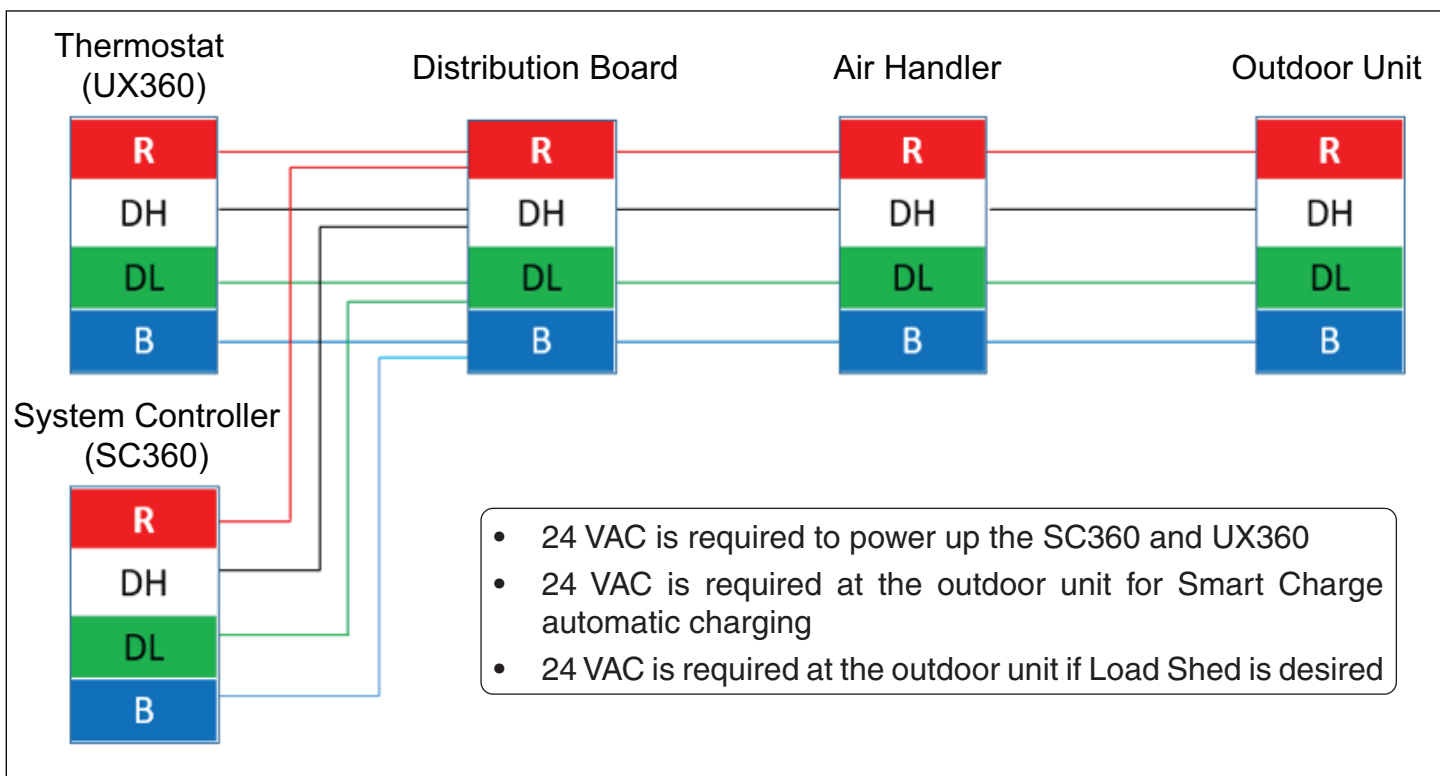 Thermostat
(UX360)
Distribution Board
Air Handler
Outdoor Unit
R
DH
DL
B
R
DH
DL
B
R
DH
DL
B
R
DH
DL
B
System Controller
(SC360)
R
DH
DL
B
• 24 VAC is required to power up the SC360 and UX360
• 24 VAC is required at the outdoor unit for Smart Charge
automatic charging
• 24 VAC is required at the outdoor unit if Load Shed is desired